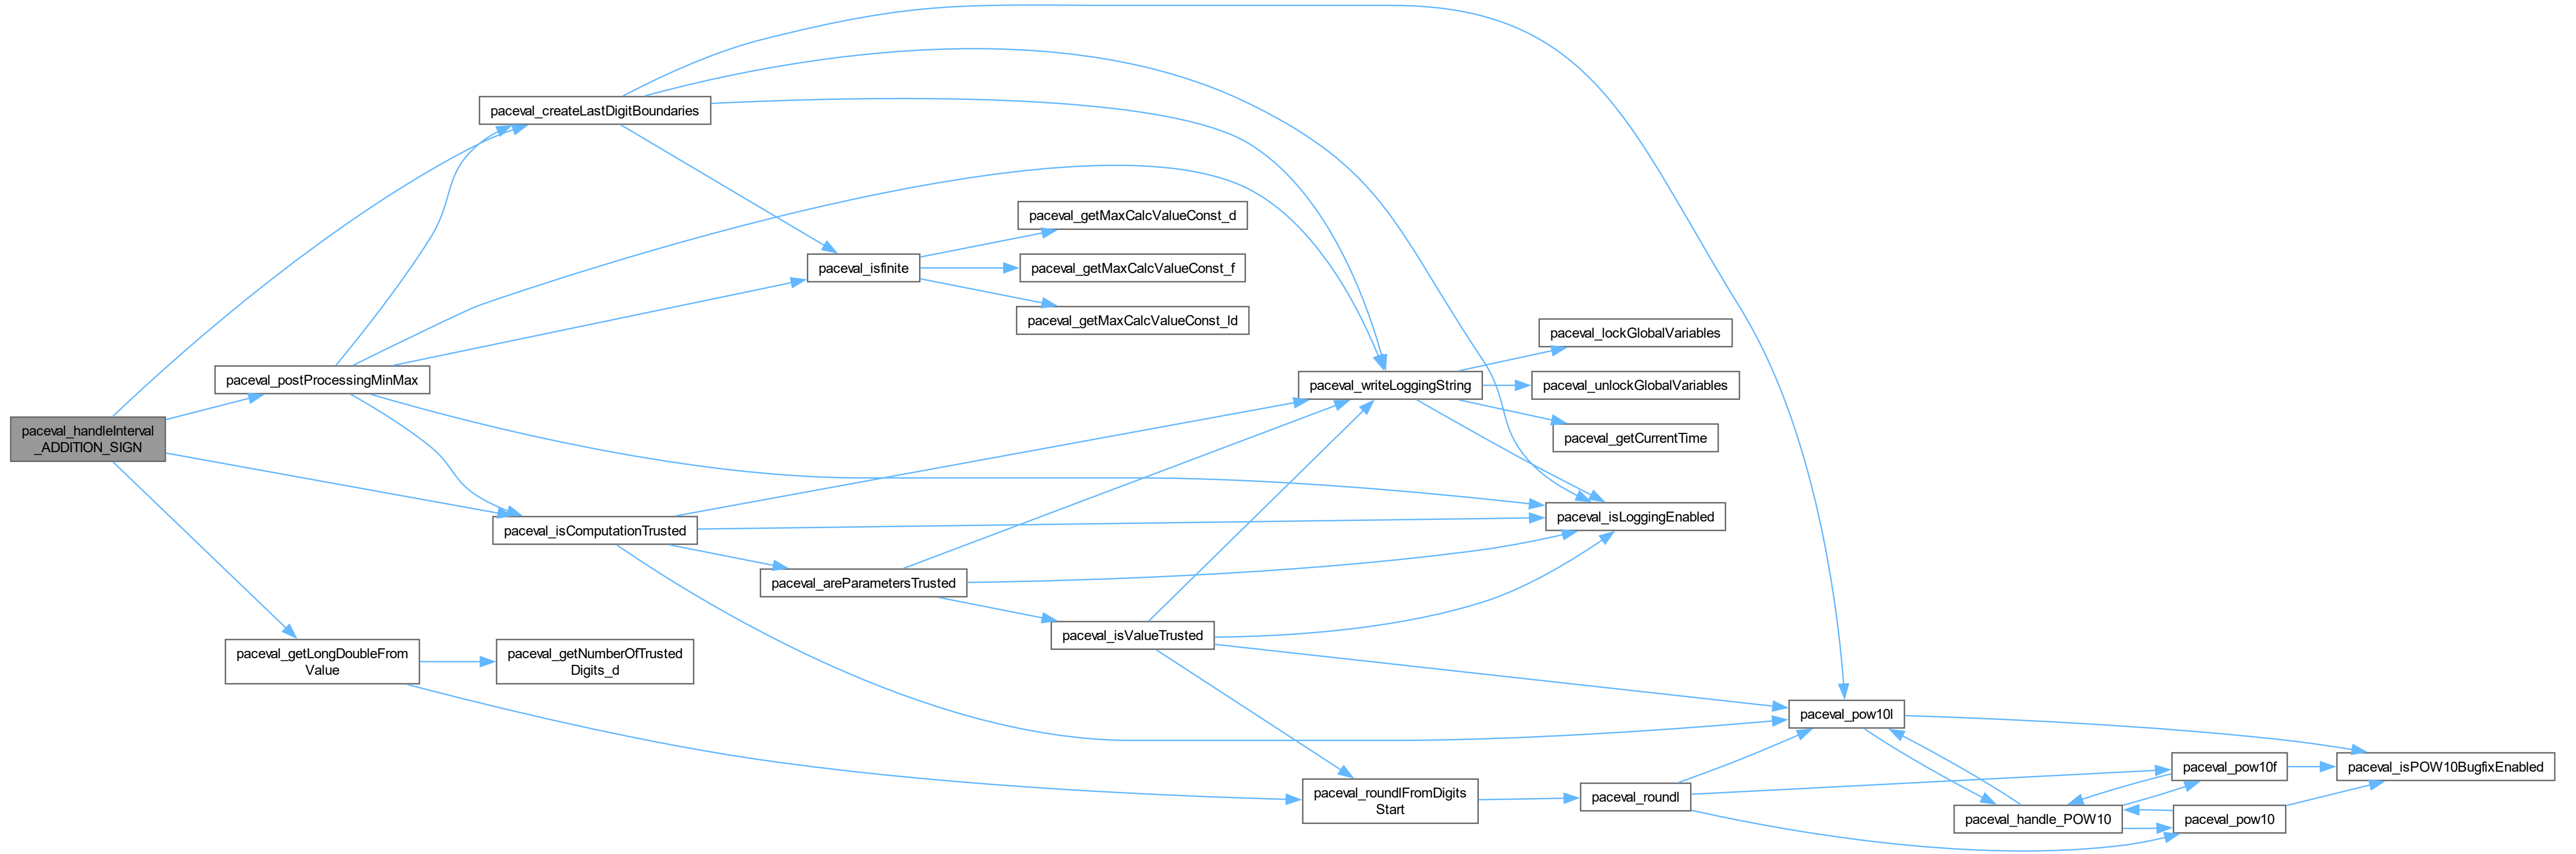 paceval_createLastDigitBoundaries
paceval_getMaxCalcValueConst_d
paceval_isfinite
paceval_getMaxCalcValueConst_f
paceval_getMaxCalcValueConst_ld
paceval_lockGlobalVariables
paceval_postProcessingMinMax
paceval_writeLoggingString
paceval_unlockGlobalVariables
paceval_handleInterval
_ADDITION_SIGN
paceval_getCurrentTime
paceval_isComputationTrusted
paceval_isLoggingEnabled
paceval_areParametersTrusted
paceval_isValueTrusted
paceval_getLongDoubleFrom
Value
paceval_getNumberOfTrusted
Digits_d
paceval_pow10l
paceval_pow10f
paceval_isPOW10BugfixEnabled
paceval_roundlFromDigits
Start
paceval_roundl
paceval_handle_POW10
paceval_pow10